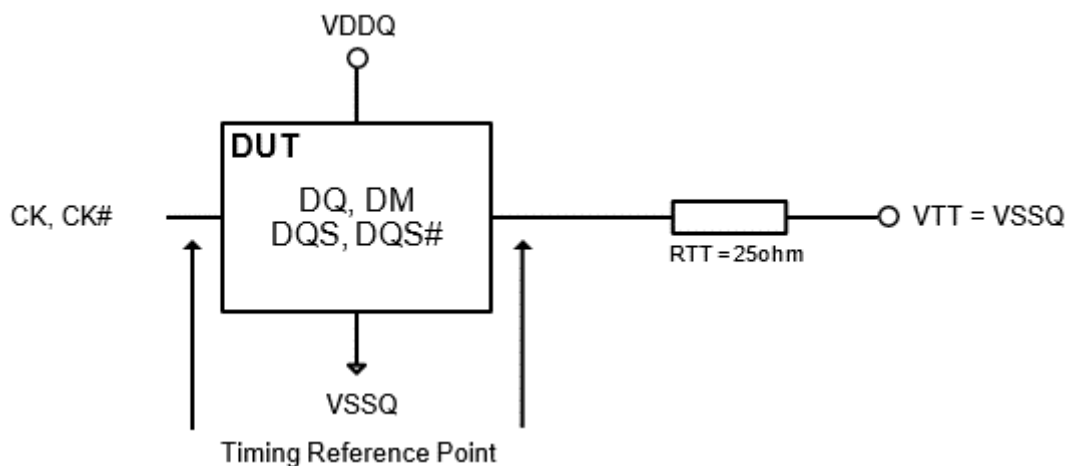 VDDQ
DUT
DQ, DM
DQS, DQS#
CK, CK#
VTT = VSSQ
RTT =25ohm
VSSQ
Timing Reference Point